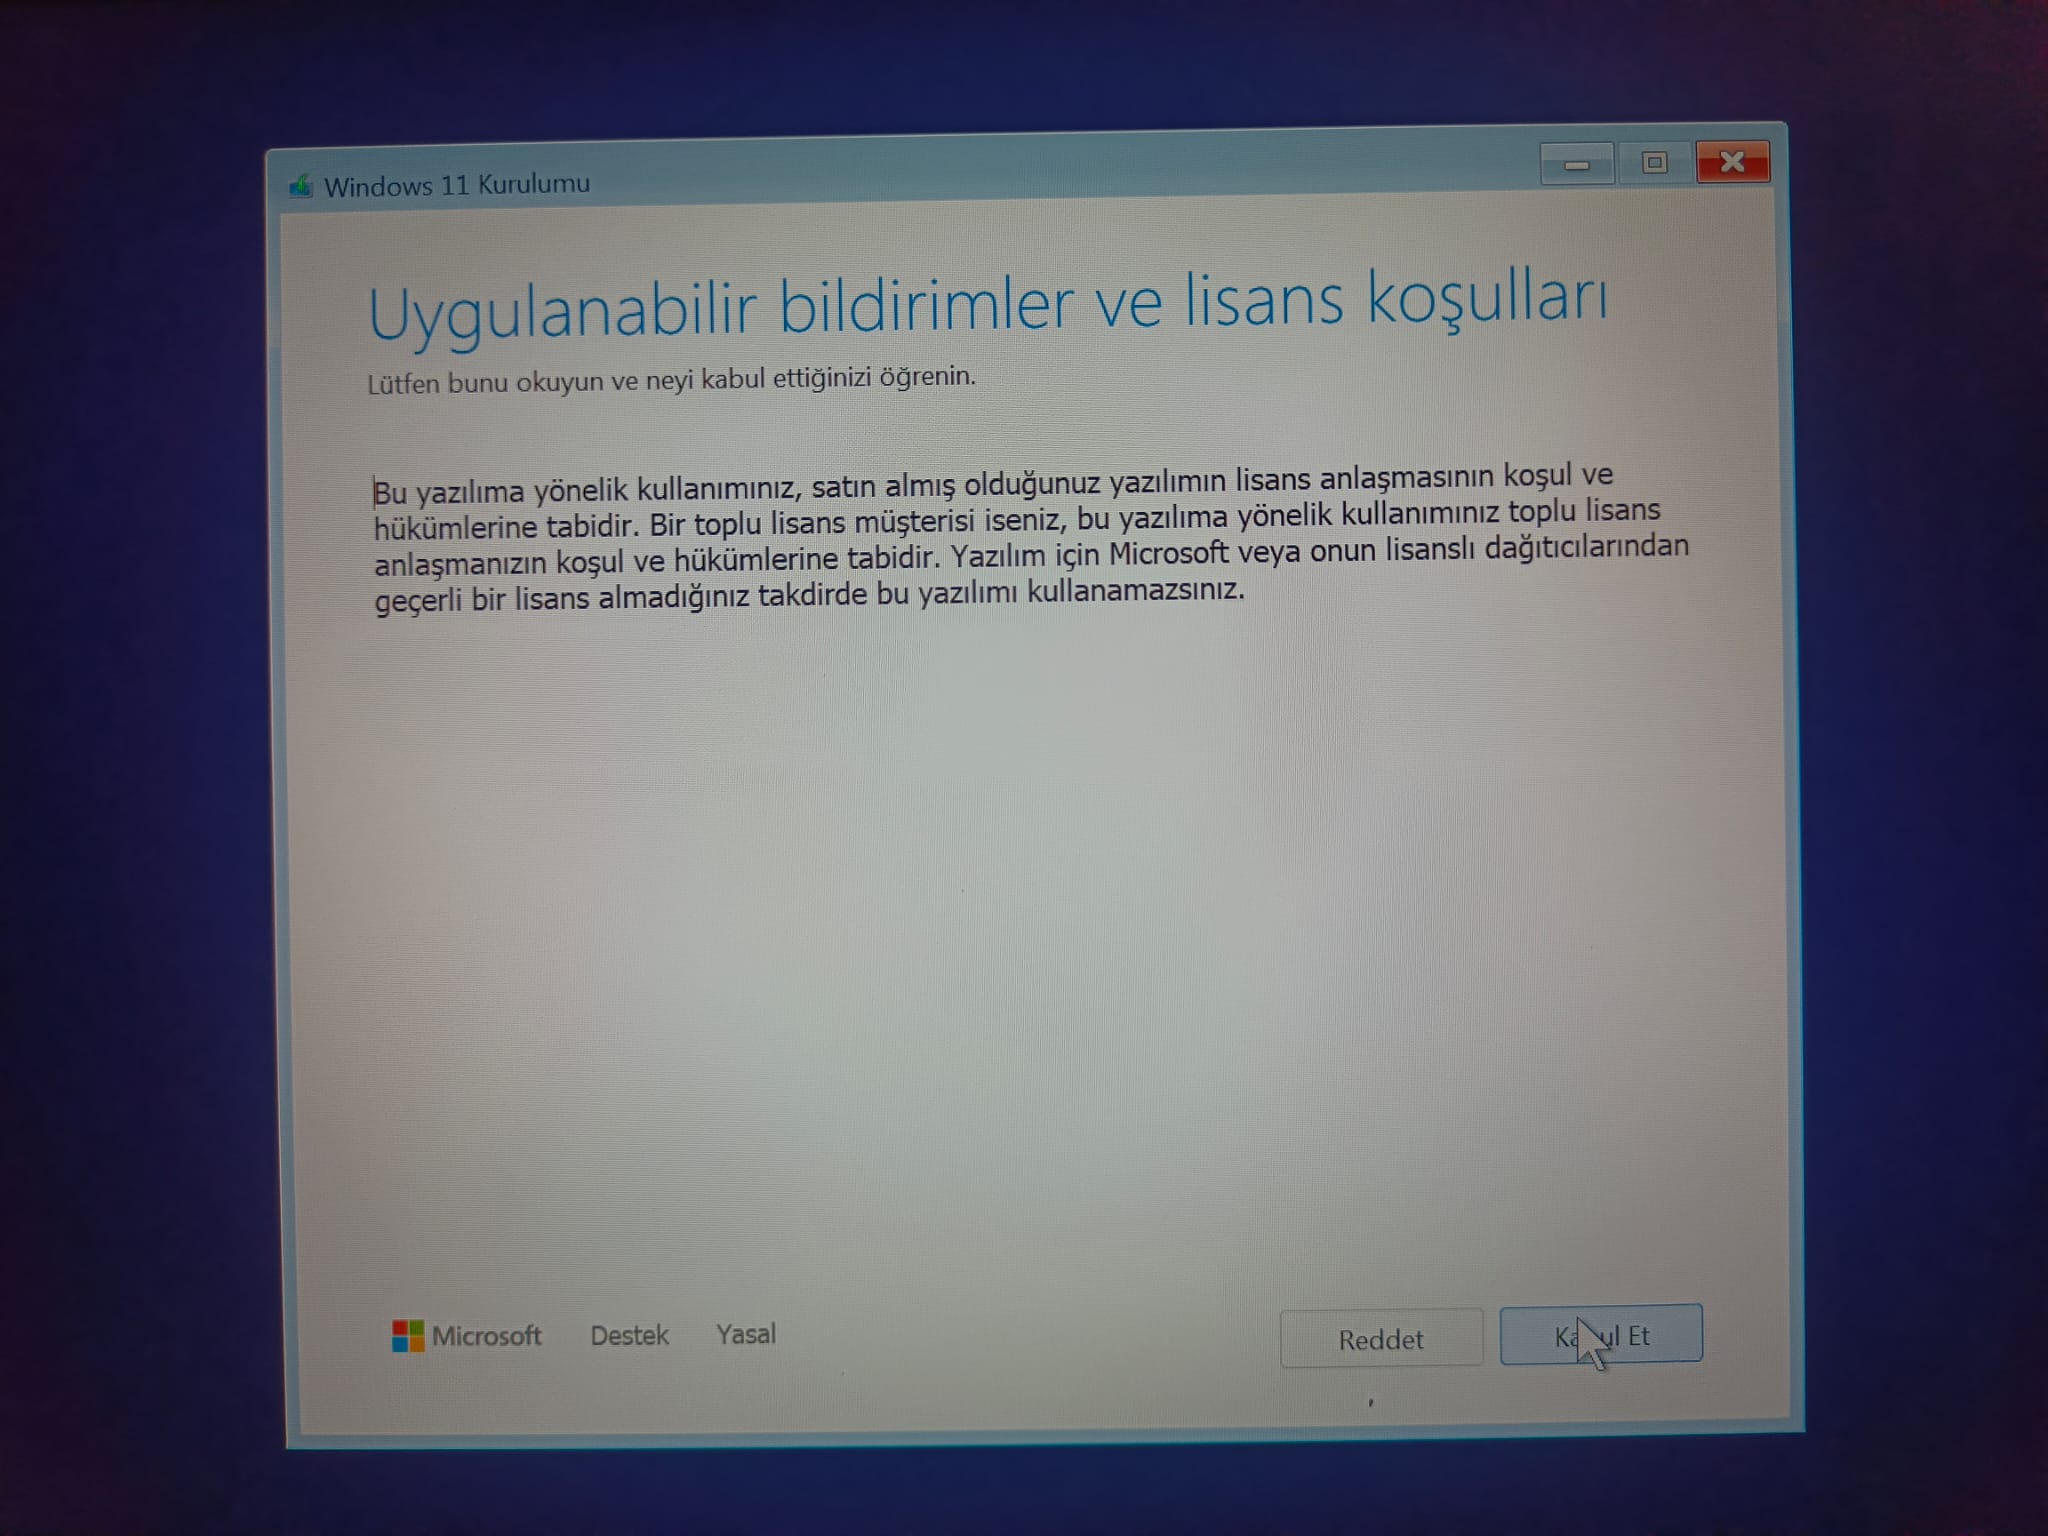 Windows 11 Kurulumu
Uygulanabilir bildirimler ve lisans koşulları
Lütfen bunu okuyun ve neyi kabul ettiğinizi öğrenin.
Bu yazılıma yönelik kullanımınız, satın almış olduğunuz yazılımın lisans anlaşmasının koşul ve
hükümlerine tabidir. Bir toplu lisans müşterisi iseniz, bu yazılıma yönelik kullanımınız toplu lisans
anlaşmanızın koşul ve hükümlerine tabidir. Yazılım için Microsoft veya onun lisanslı dağıtıcılarından
geçerli bir lisans almadığınız takdirde bu yazılımı kullanamazsınız.
Microsoft Destek Yasal Reddet Kabul Et